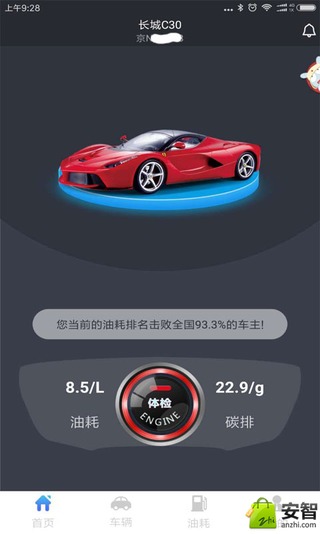 上午9:28
长城C30
京N
您当前的油耗排名击败全国93.3%的车主!
8.5/L
体检
ENGINE
22.9/g
油耗
碳排
首页
车辆
油耗
安智
anzhi.com
zhi